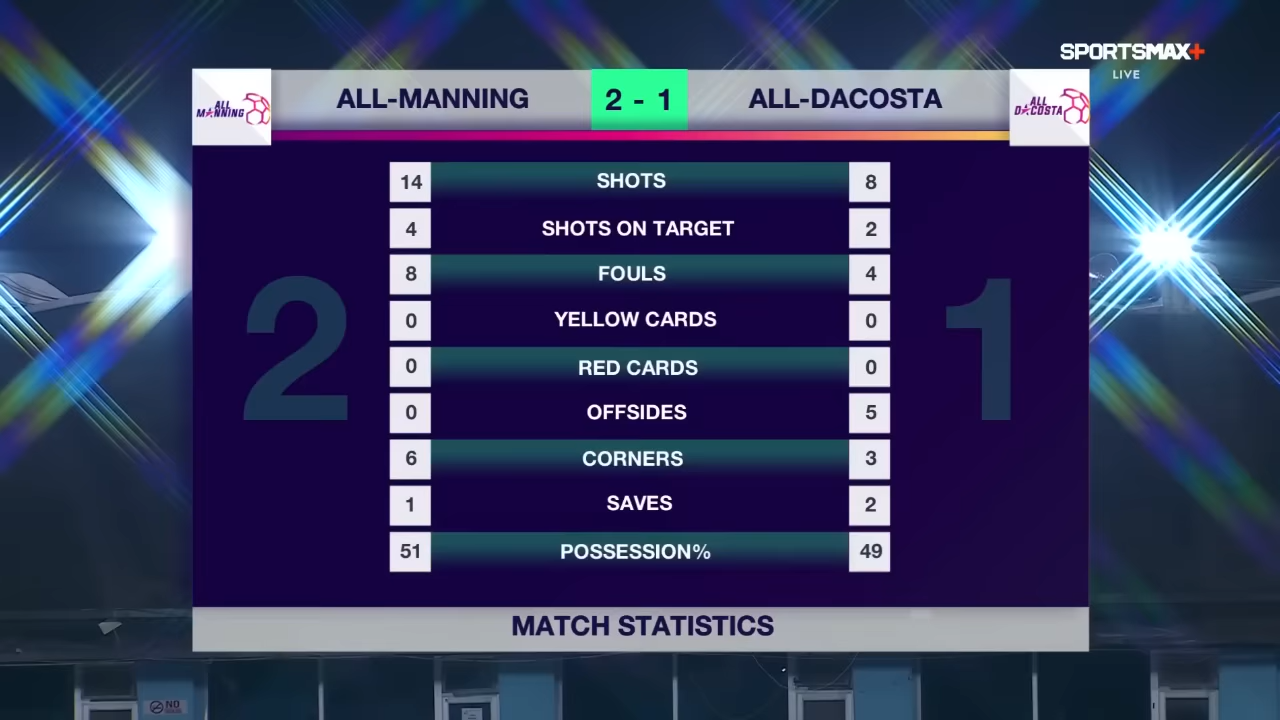 SPORTSMAX+
LIVE
ALL MANNING
ALL-MANNING 2 - 1 ALL-DACOSTA
ALL DACOSTA
14 SHOTS 8
4 SHOTS ON TARGET 2
8 FOULS 4
0 YELLOW CARDS 0
0 RED CARDS 0
0 OFFSIDES 5
6 CORNERS 3
1 SAVES 2
51 POSSESSION% 49
2 1
MATCH STATISTICS
NO